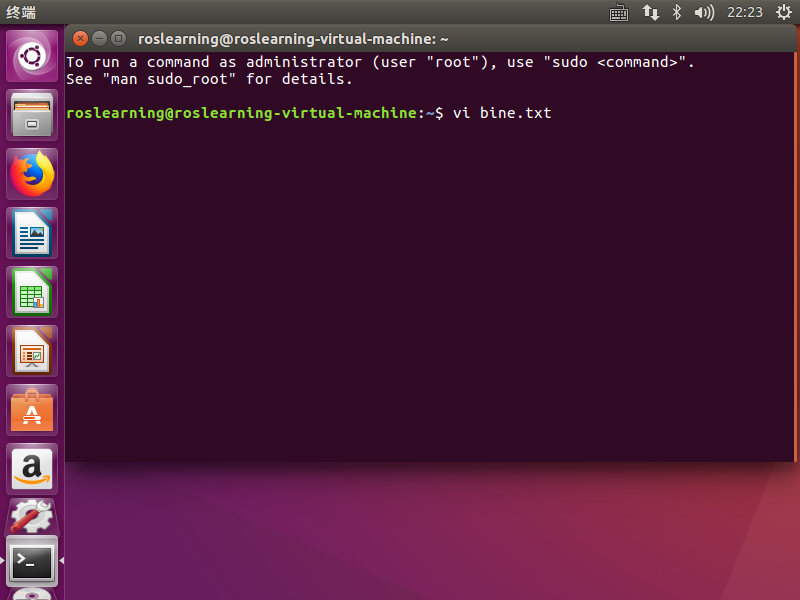 终端
22:23
roslearning@roslearning-virtual-machine: ~
To run a command as administrator (user "root"), use "sudo <command>".
See "man sudo_root" for details.
roslearning@roslearning-virtual-machine:~$ vi bine.txt